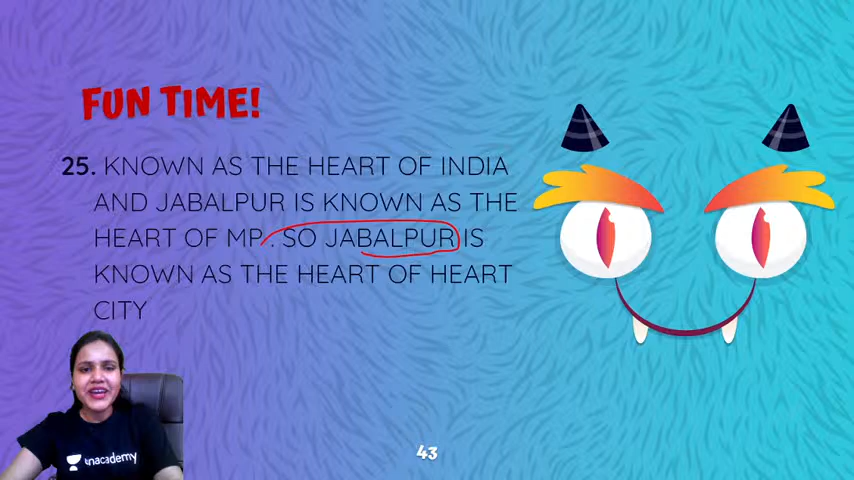 FUN TIME!
25. KNOWN AS THE HEART OF INDIA
AND JABALPUR IS KNOWN AS THE
HEART OF MP . SO JABALPUR IS
KNOWN AS THE HEART OF HEART
CITY
unacademy
43